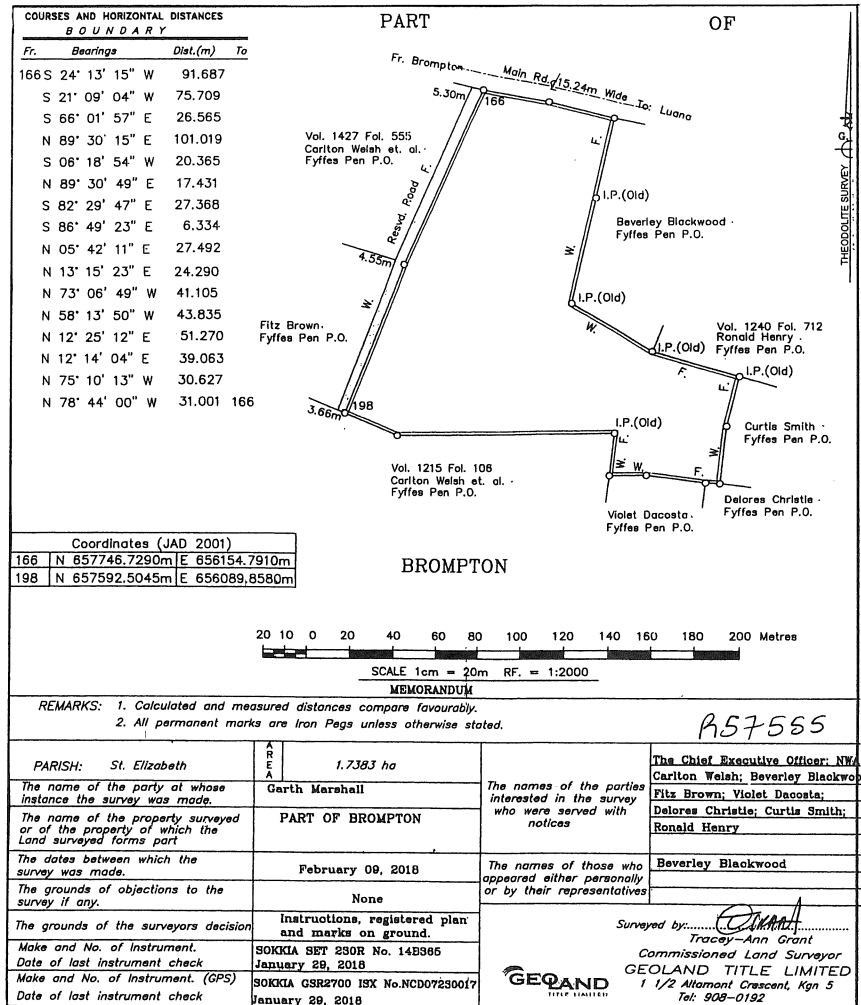 COURSES AND HORIZONTAL DISTANCES
BOUNDARY
Fr. Bearings Dist.(m) To
166 S 24° 13' 15" W 91.687
S 21° 09' 04" W 75.709
S 66° 01' 57" E 26.565
N 89° 30' 15" E 101.019
S 06° 18' 54" W 20.365
N 89° 30' 49" E 17.431
S 82° 29' 47" E 27.368
S 86° 49' 23" E 6.334
N 05° 42' 11" E 27.492
N 13° 15' 23" E 24.290
N 73° 06' 49" W 41.105
N 58° 13' 50" W 43.835
N 12° 25' 12" E 51.270
N 12° 14' 04" E 39.063
N 75° 10' 13" W 30.627
N 78° 44' 00" W 31.001 166
PART OF
Fr. Brompton Main Rd. 15.24m Wide To: Luana
5.30m
166
Vol. 1427 Fol. 555
Carlton Welsh et. al.
Fyffes Pen P.O.
Resvd. Road
F.
F.
I.P.(Old)
Beverley Blackwood
Fyffes Pen P.O.
THEODOLITE SURVEY
G
4.55m
W.
W.
I.P.(Old)
W.
Fitz Brown.
Fyffes Pen P.O.
Vol. 1240 Fol. 712
Ronald Henry
Fyffes Pen P.O.
I.P.(Old)
F.
I.P.(Old)
F.
3.66m
198
I.P.(Old)
F.
Curtis Smith
Fyffes Pen P.O.
W.
Vol. 1215 Fol. 106
Carlton Welsh et. al.
Fyffes Pen P.O.
W.
W.
F.
Delores Christie
Fyffes Pen P.O.
Violet Dacosta
Fyffes Pen P.O.
Coordinates (JAD 2001)
166 N 657746.7290m E 656154.7910m
198 N 657592.5045m E 656089.8580m
BROMPTON
20 10 0 20 40 60 80 100 120 140 160 180 200 Metres
SCALE 1cm = 20m RF. = 1:2000
MEMORANDUM
REMARKS: 1. Calculated and measured distances compare favourably.
2. All permanent marks are Iron Pegs unless otherwise stated.
R57555
PARISH: St. Elizabeth
AREA
1.7383 ha
The name of the party at whose
instance the survey was made.
Garth Marshall
The name of the property surveyed
or of the property of which the
Land surveyed forms part
PART OF BROMPTON
The dates between which the
survey was made.
February 09, 2018
The grounds of objections to the
survey if any.
None
The grounds of the surveyors decision
Instructions, registered plan
and marks on ground.
Make and No. of Instrument.
Date of last instrument check
SOKKIA SET 230R No. 14B365
January 29, 2018
Make and No. of Instrument. (GPS)
Date of last instrument check
SOKKIA GSR2700 ISX No.NCD07230017
January 29, 2018
The names of the parties
interested in the survey
who were served with
notices
The Chief Executive Officer: NWA
Carlton Welsh; Beverley Blackwoo
Fitz Brown; Violet Dacosta;
Delores Christie; Curtis Smith;
Ronald Henry
The names of those who
appeared either personally
or by their representatives
Beverley Blackwood
Surveyed by:
Tracey-Ann Grant
Commissioned Land Surveyor
GEOLAND TITLE LIMITED
1 1/2 Altamont Crescent, Kgn 5
Tel: 908-0192
GEOLAND
TITLE LIMITED